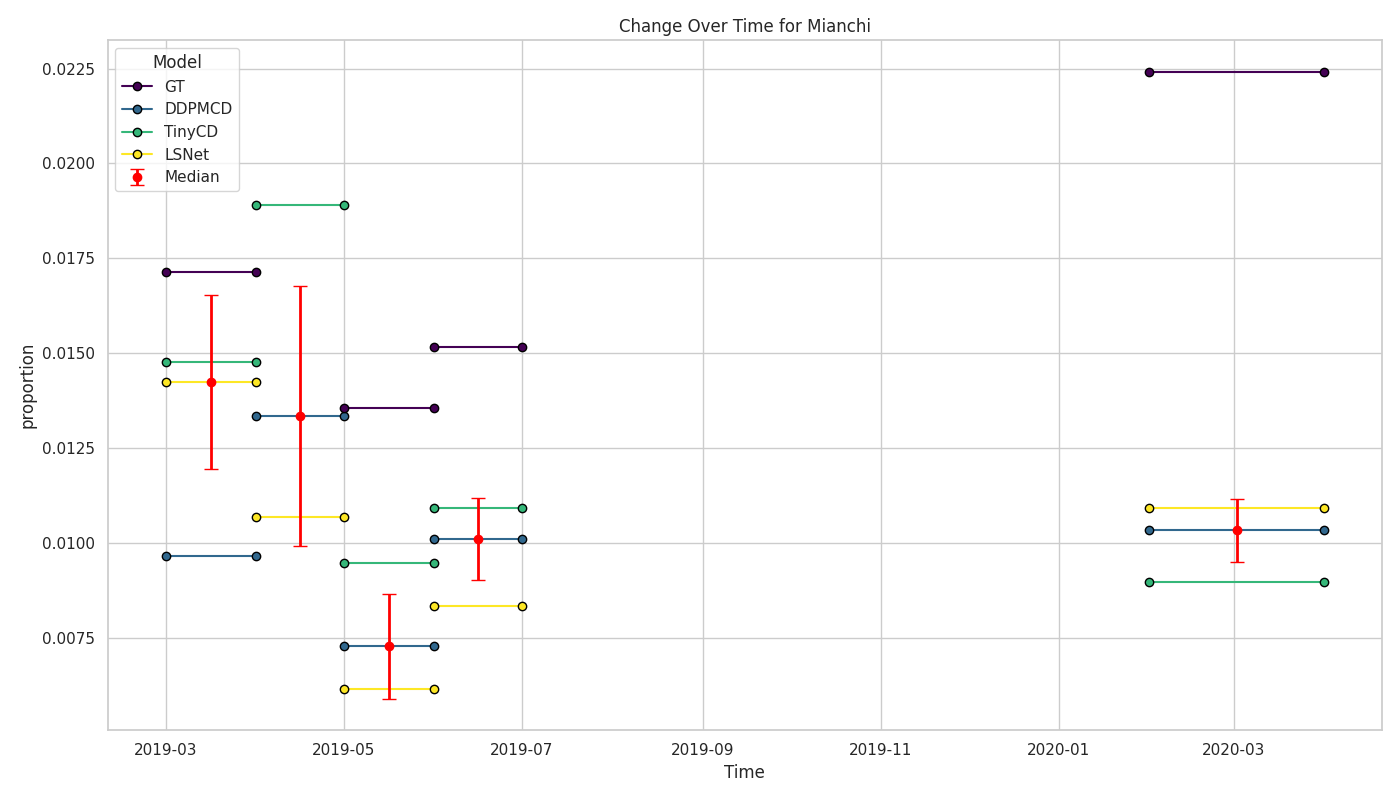 Change Over Time for Mianchi
Model
GT
DDPMCD
TinyCD
LSNet
Median
0.0225
0.0200
0.0175
0.0150
0.0125
0.0100
0.0075
proportion
2019-03 2019-05 2019-07 2019-09 2019-11 2020-01 2020-03
Time